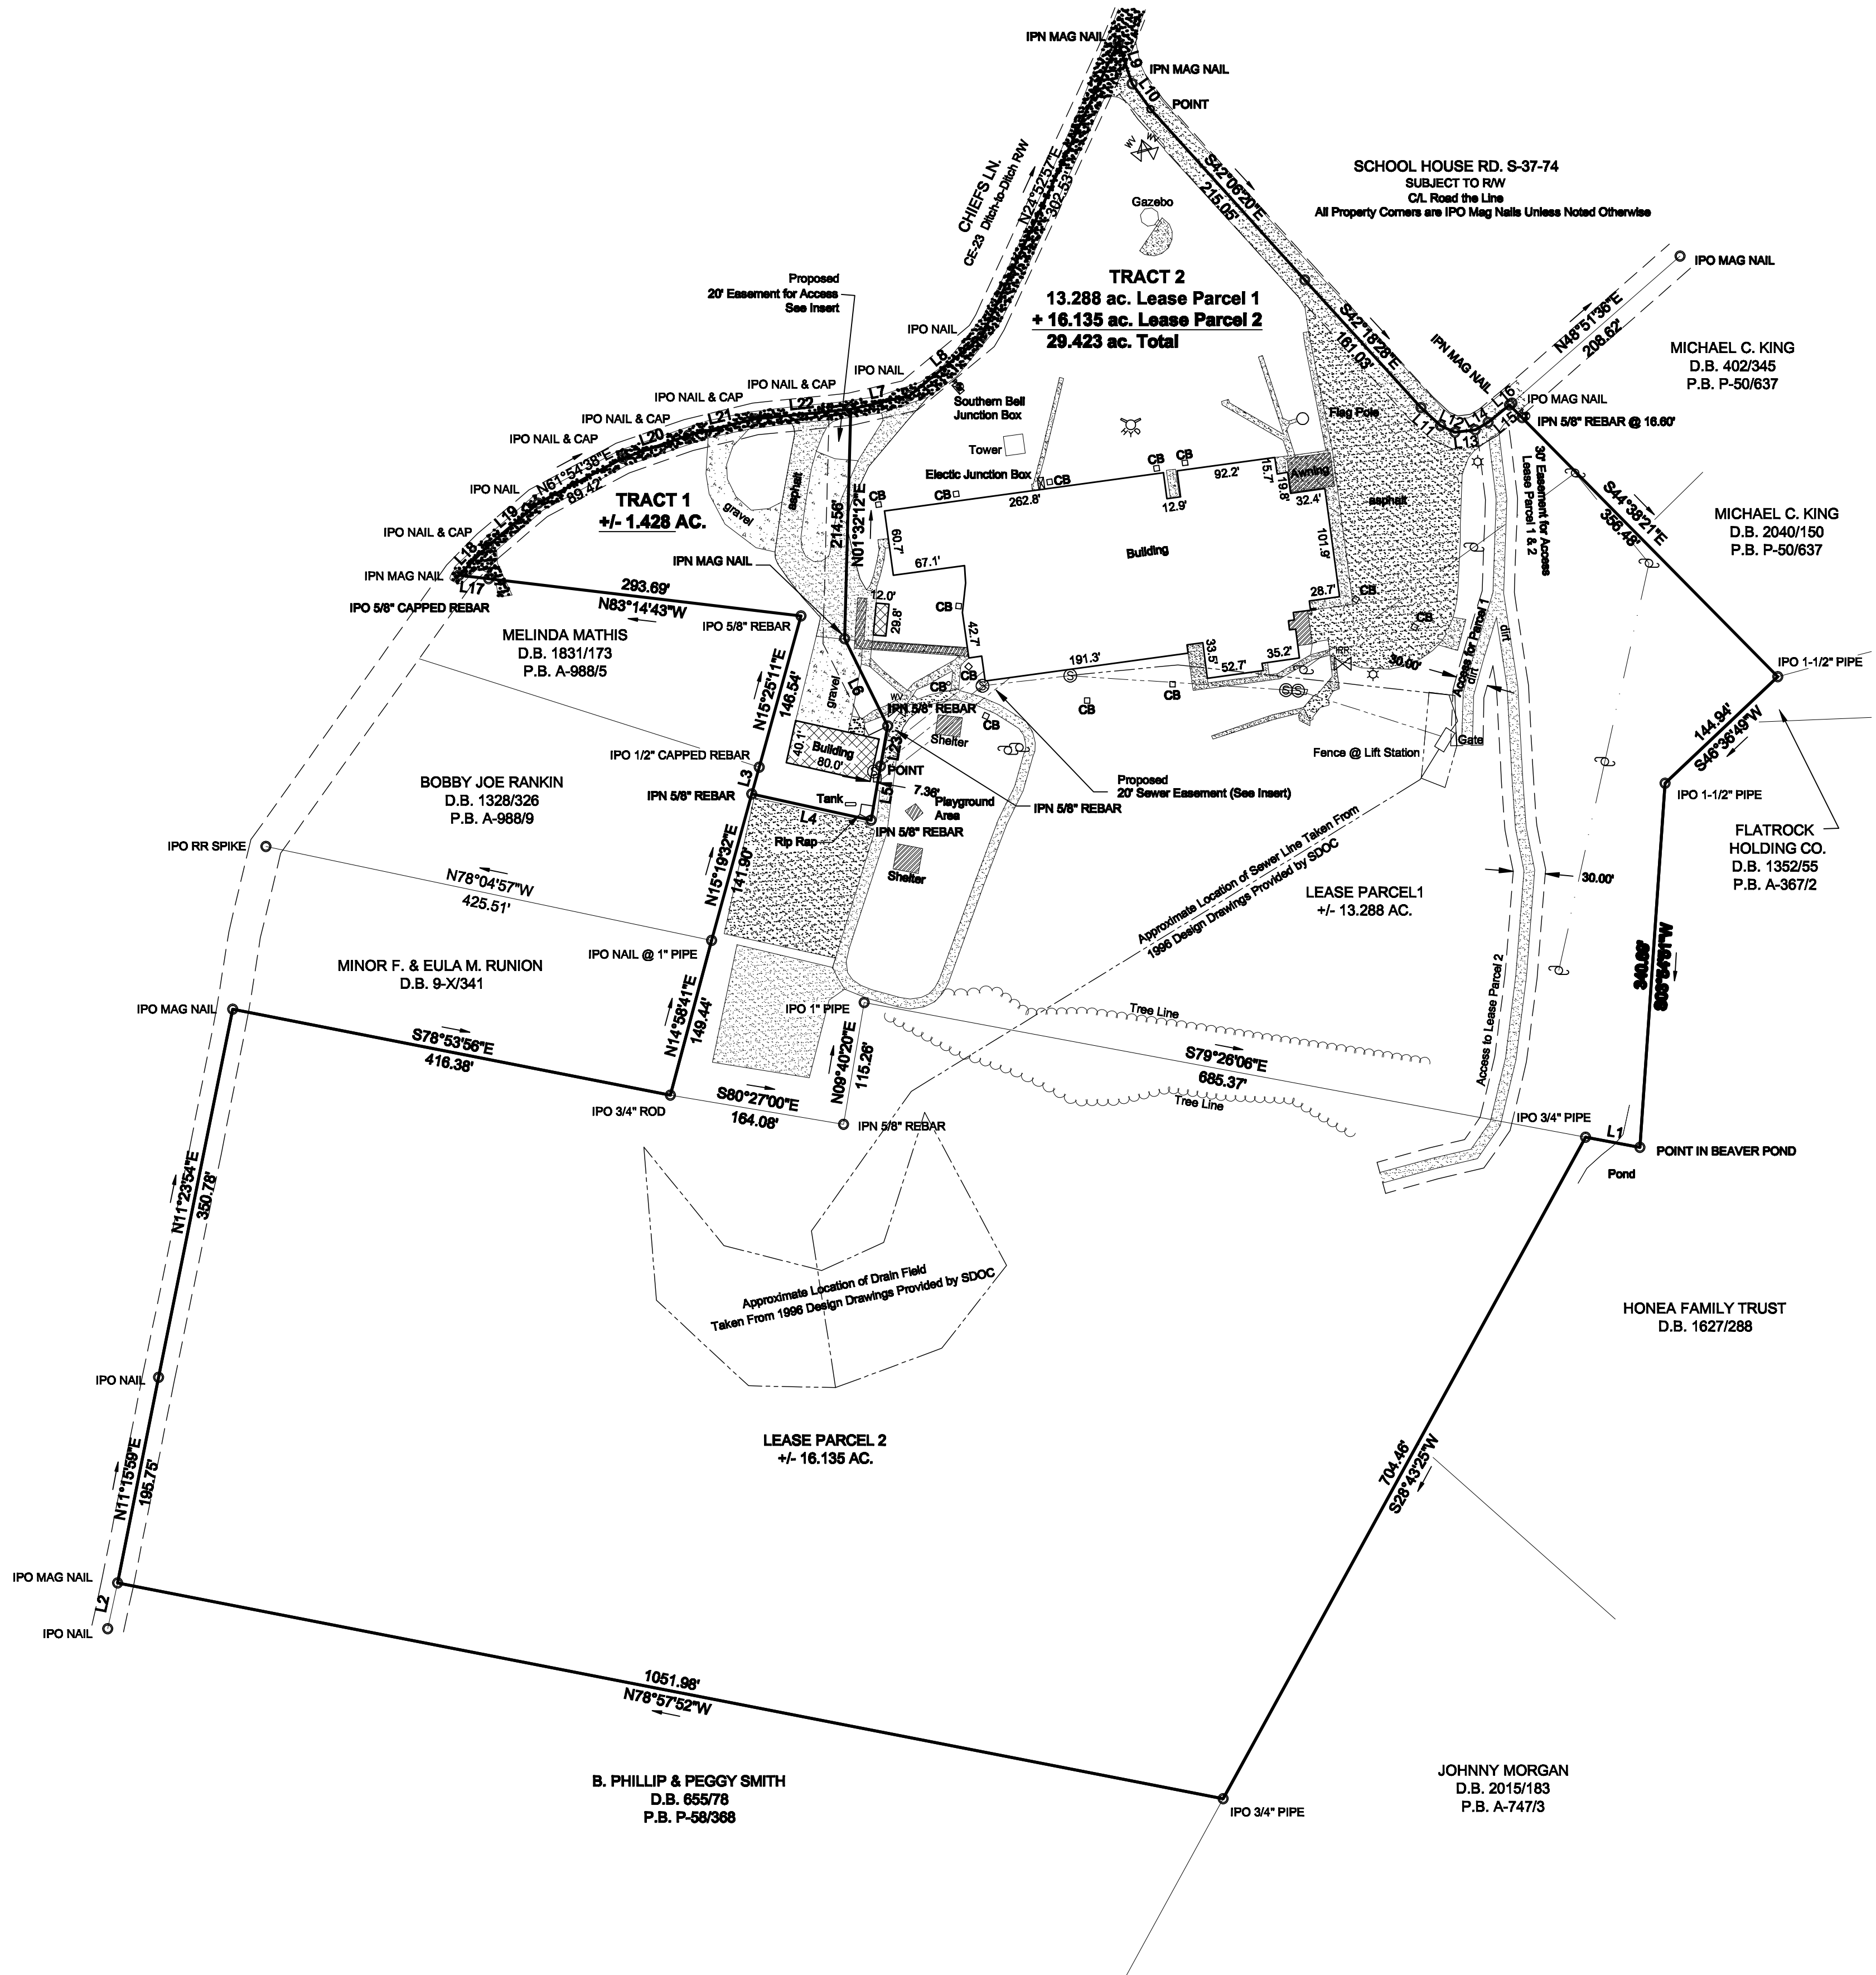 IPN MAG NAIL
L9
IPN MAG NAIL
L10
POINT
WV
WV
CHIEFS LN.
CE-23 Ditch-to-Ditch R/W
N24°52'57"E
302.53'
S42°06'20"E
215.05'
SCHOOL HOUSE RD. S-37-74
SUBJECT TO R/W
C/L Road the Line
All Property Corners are IPO Mag Nails Unless Noted Otherwise
Gazebo
IPO MAG NAIL
N48°51'36"E
208.62'
TRACT 2
13.288 ac. Lease Parcel 1
+ 16.135 ac. Lease Parcel 2
29.423 ac. Total
Proposed
20' Easement for Access
See Insert
S42°18'28"E
161.03'
IPN MAG NAIL
MICHAEL C. KING
D.B. 402/345
P.B. P-50/637
IPO NAIL
L8
IPO NAIL
L7
IPO NAIL & CAP
L22
IPO NAIL & CAP
L21
IPO NAIL & CAP
L20
IPO NAIL & CAP
N61°54'38"E
89.42'
IPO NAIL
L19
IPO NAIL & CAP
L18
IPN MAG NAIL
L17
IPO 5/8" CAPPED REBAR
L16
IPO MAG NAIL
IPN 5/8" REBAR @ 16.60'
L11
L12
L13
L14
L15
Southern Bell
Junction Box
Flag Pole
Tower
Electic Junction Box
CB
CB
CB
CB
CB
262.8'
12.9'
92.2'
15.7'
19.8'
Awning
32.4'
asphalt
101.9'
28.7'
30' Easement for Access
Lease Parcel 1 & 2
S44°38'21"E
356.48'
MICHAEL C. KING
D.B. 2040/150
P.B. P-50/637
TRACT 1
+/- 1.428 AC.
gravel
asphalt
214.56'
N01°32'12"E
60.7'
67.1'
Building
IPN MAG NAIL
293.69'
N83°14'43"W
IPO 5/8" REBAR
MELINDA MATHIS
D.B. 1831/173
P.B. A-988/5
12.0'
29.8'
CB
42.7'
CB
CB
N15°25'11"E
146.54'
gravel
L6
WV
CB
CB
191.3'
33.5'
52.7'
35.2'
IRR
30.00'
Access for Parcel 1
dirt
dirt
IPO 1-1/2" PIPE
144.94'
S46°36'49"W
IPN 5/8" REBAR
CB
CB
CB
Shelter
IPO 1/2" CAPPED REBAR
40.1'
Building
80.0'
L23
POINT
Fence @ Lift Station
Gate
BOBBY JOE RANKIN
D.B. 1328/326
P.B. A-988/9
L3
IPN 5/8" REBAR
L4
Tank
L5
7.36'
Playground
Area
IPN 5/8" REBAR
IPN 5/8" REBAR
Rip Rap
Proposed
20' Sewer Easement (See Insert)
IPO 1-1/2" PIPE
FLATROCK
HOLDING CO.
D.B. 1352/55
P.B. A-367/2
IPO RR SPIKE
N78°04'57"W
425.51'
N15°19'32"E
141.90'
Shelter
Approximate Location of Sewer Line Taken From
1996 Design Drawings Provided by SDOC
LEASE PARCEL1
+/- 13.288 AC.
30.00'
IPO NAIL @ 1" PIPE
MINOR F. & EULA M. RUNION
D.B. 9-X/341
340.69'
Access to Lease Parcel 2
IPO MAG NAIL
S78°53'56"E
416.38'
N14°58'41"E
149.44'
IPO 1" PIPE
N09°40'20"E
115.26'
Tree Line
S79°26'06"E
685.37'
Tree Line
IPO 3/4" ROD
S80°27'00"E
164.08'
IPN 5/8" REBAR
IPO 3/4" PIPE
L1
POINT IN BEAVER POND
Pond
N11°23'54"E
350.78'
Approximate Location of Drain Field
Taken From 1996 Design Drawings Provided by SDOC
HONEA FAMILY TRUST
D.B. 1627/288
IPO NAIL
LEASE PARCEL 2
+/- 16.135 AC.
704.46'
S28°43'25"W
N11°15'59"E
195.75'
IPO MAG NAIL
L2
IPO NAIL
1051.98'
N78°57'52"W
B. PHILLIP & PEGGY SMITH
D.B. 655/78
P.B. P-58/368
JOHNNY MORGAN
D.B. 2015/183
P.B. A-747/3
IPO 3/4" PIPE